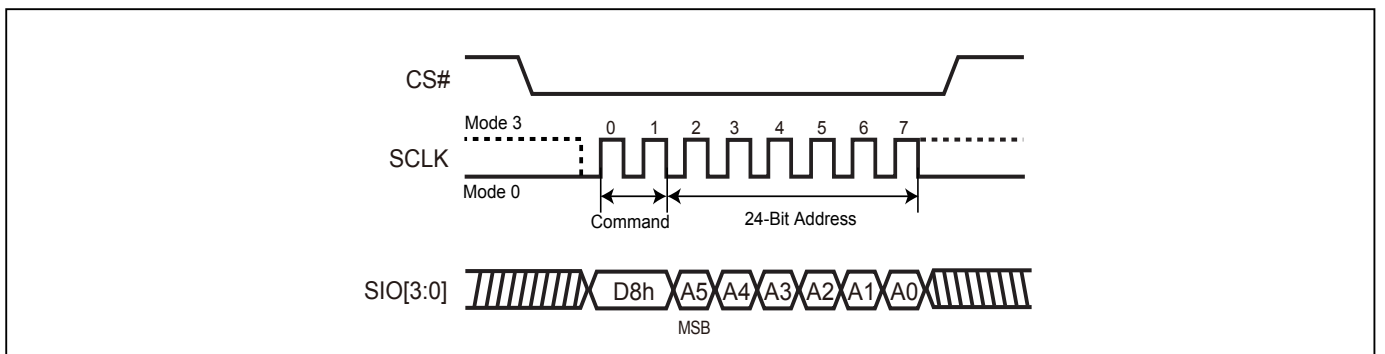 CS#
Mode 3
0 1 2 3 4 5 6 7
SCLK
Mode 0
Command
24-Bit Address
SIO[3:0]
D8h A5 A4 A3 A2 A1 A0
MSB